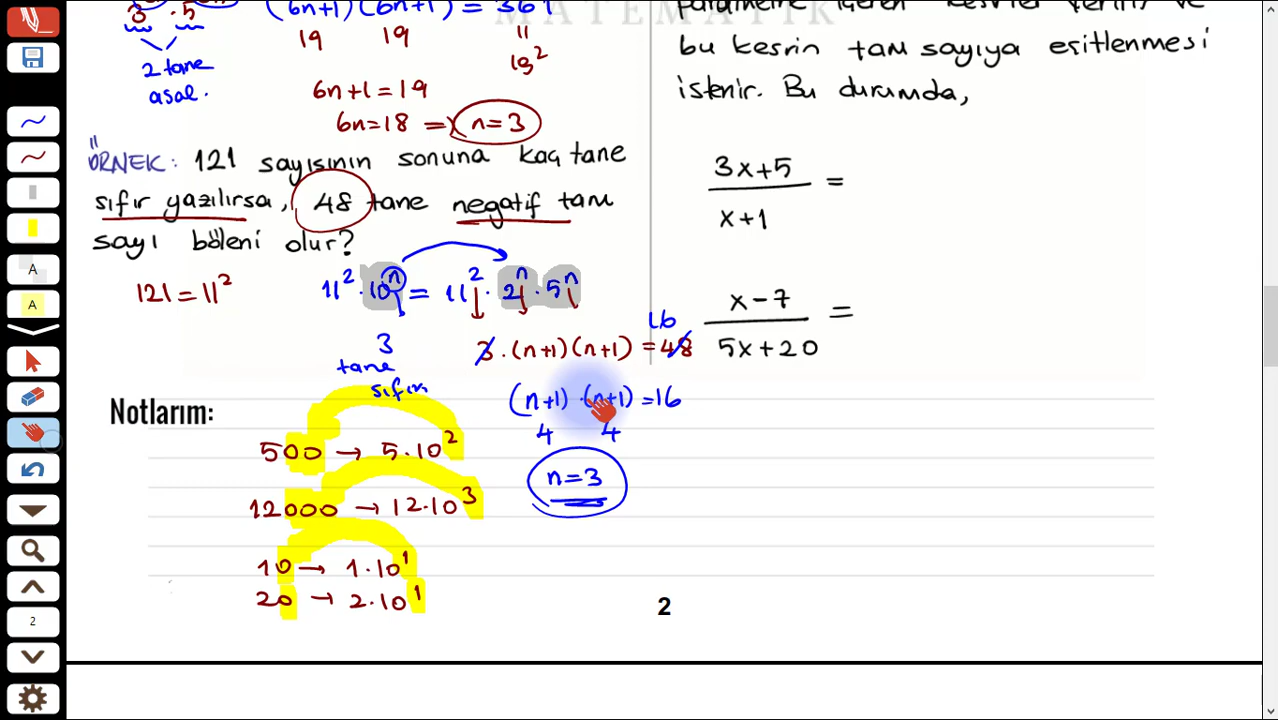 MATEMATİK
3 . 5
(6n+1)(6n+1) = 361
19 19 "
19²
2 tane
asal.
6n+1 = 19
6n=18 => n=3
ÖRNEK: 121 sayısının sonuna kaç tane
sıfır yazılırsa, 48 tane negatif tam
sayı böleni olur?
121 = 11²
11² . 10ⁿ = 11² . 2ⁿ . 5ⁿ
3
tane
sıfır
16
3 . (n+1)(n+1) = 48
(n+1) . (n+1) = 16
4 4
n=3
Notlarım:
500 → 5.10²
12000 → 12.10³
10 → 1.10¹
20 → 2.10¹
bu kesrin tam sayıya eşitlenmesi
istenir. Bu durumda,
3x+5
=
x+1
x-7
=
5x+20
2
A
A
2